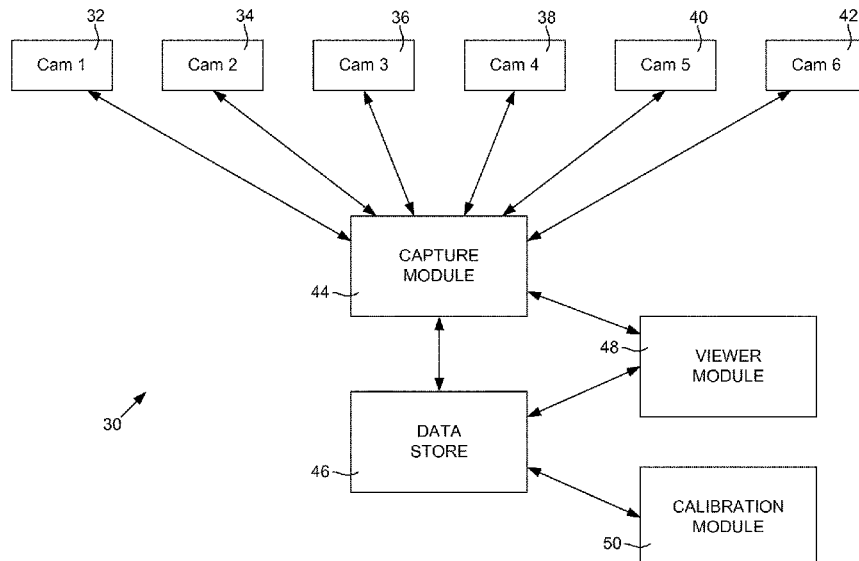 32
34
36
38
40
42
Cam 1
Cam 2
Cam 3
Cam 4
Cam 5
Cam 6
CAPTURE
MODULE
44
48
VIEWER
MODULE
30
DATA
STORE
46
CALIBRATION
MODULE
50